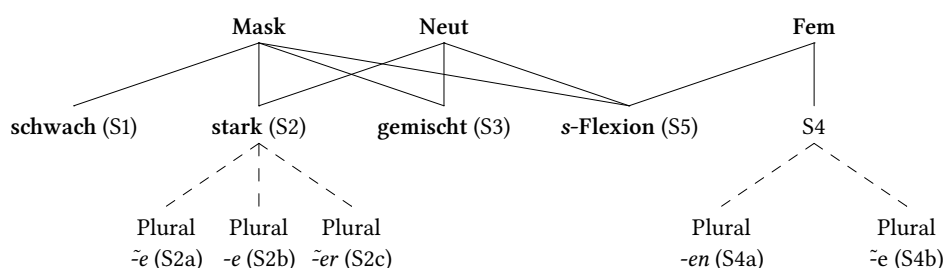 Mask Neut Fem
schwach (S1) stark (S2) gemischt (S3) s-Flexion (S5) S4
Plural Plural Plural Plural Plural
-̃e (S2a) -e (S2b) -̃er (S2c) -en (S4a) -̃e (S4b)